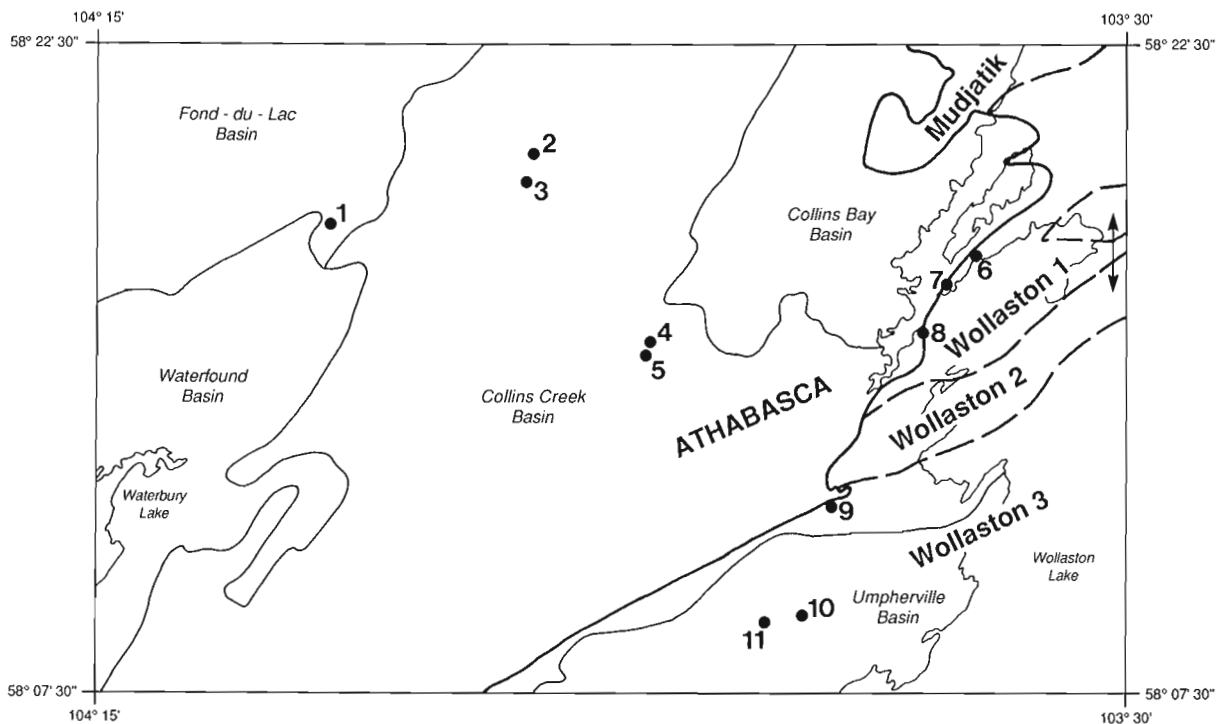 104° 15'
103° 30'
58° 22' 30"
58° 22' 30"
Fond - du - Lac
Basin
Mudjatik
2
3
1
Collins Bay
Basin
6
7
8
Wollaston 1
4
5
Waterfound
Basin
Collins Creek
Basin
ATHABASCA
Wollaston 2
Waterbury
Lake
9
Wollaston 3
Wollaston
Lake
Umpherville
Basin
10
11
58° 07' 30"
58° 07' 30"
104° 15'
103° 30'